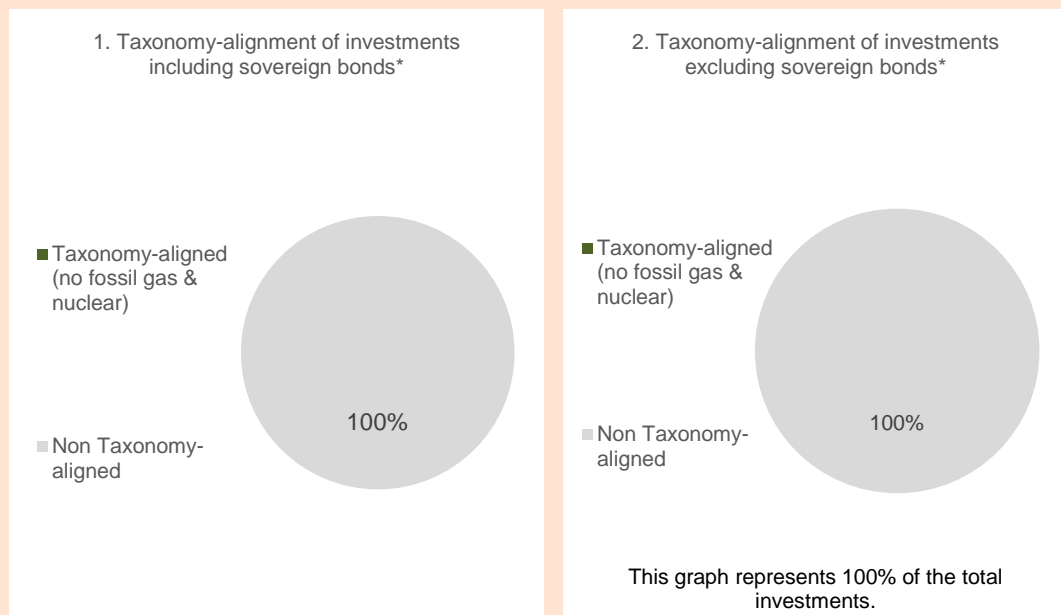 1. Taxonomy-alignment of investments
including sovereign bonds*
Taxonomy-aligned
(no fossil gas &
nuclear)
Non Taxonomy-
aligned
100%
2. Taxonomy-alignment of investments
excluding sovereign bonds*
Taxonomy-aligned
(no fossil gas &
nuclear)
Non Taxonomy-
aligned
100%
This graph represents 100% of the total
investments.